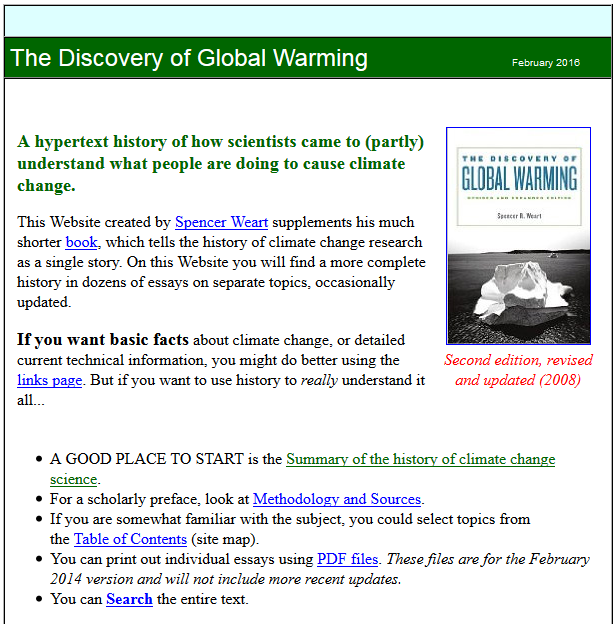 The Discovery of Global Warming February 2016
A hypertext history of how scientists came to (partly)
understand what people are doing to cause climate
change.
This Website created by Spencer Weart supplements his much
shorter book, which tells the history of climate change research
as a single story. On this Website you will find a more complete
history in dozens of essays on separate topics, occasionally
updated.
If you want basic facts about climate change, or detailed
current technical information, you might do better using the
links page. But if you want to use history to really understand it
all...
THE DISCOVERY OF
GLOBAL WARMING
REVISED AND EXPANDED EDITION
Spencer R. Weart
Second edition, revised
and updated (2008)
A GOOD PLACE TO START is the Summary of the history of climate change
science.
For a scholarly preface, look at Methodology and Sources.
If you are somewhat familiar with the subject, you could select topics from
the Table of Contents (site map).
You can print out individual essays using PDF files. These files are for the February
2014 version and will not include more recent updates.
You can Search the entire text.